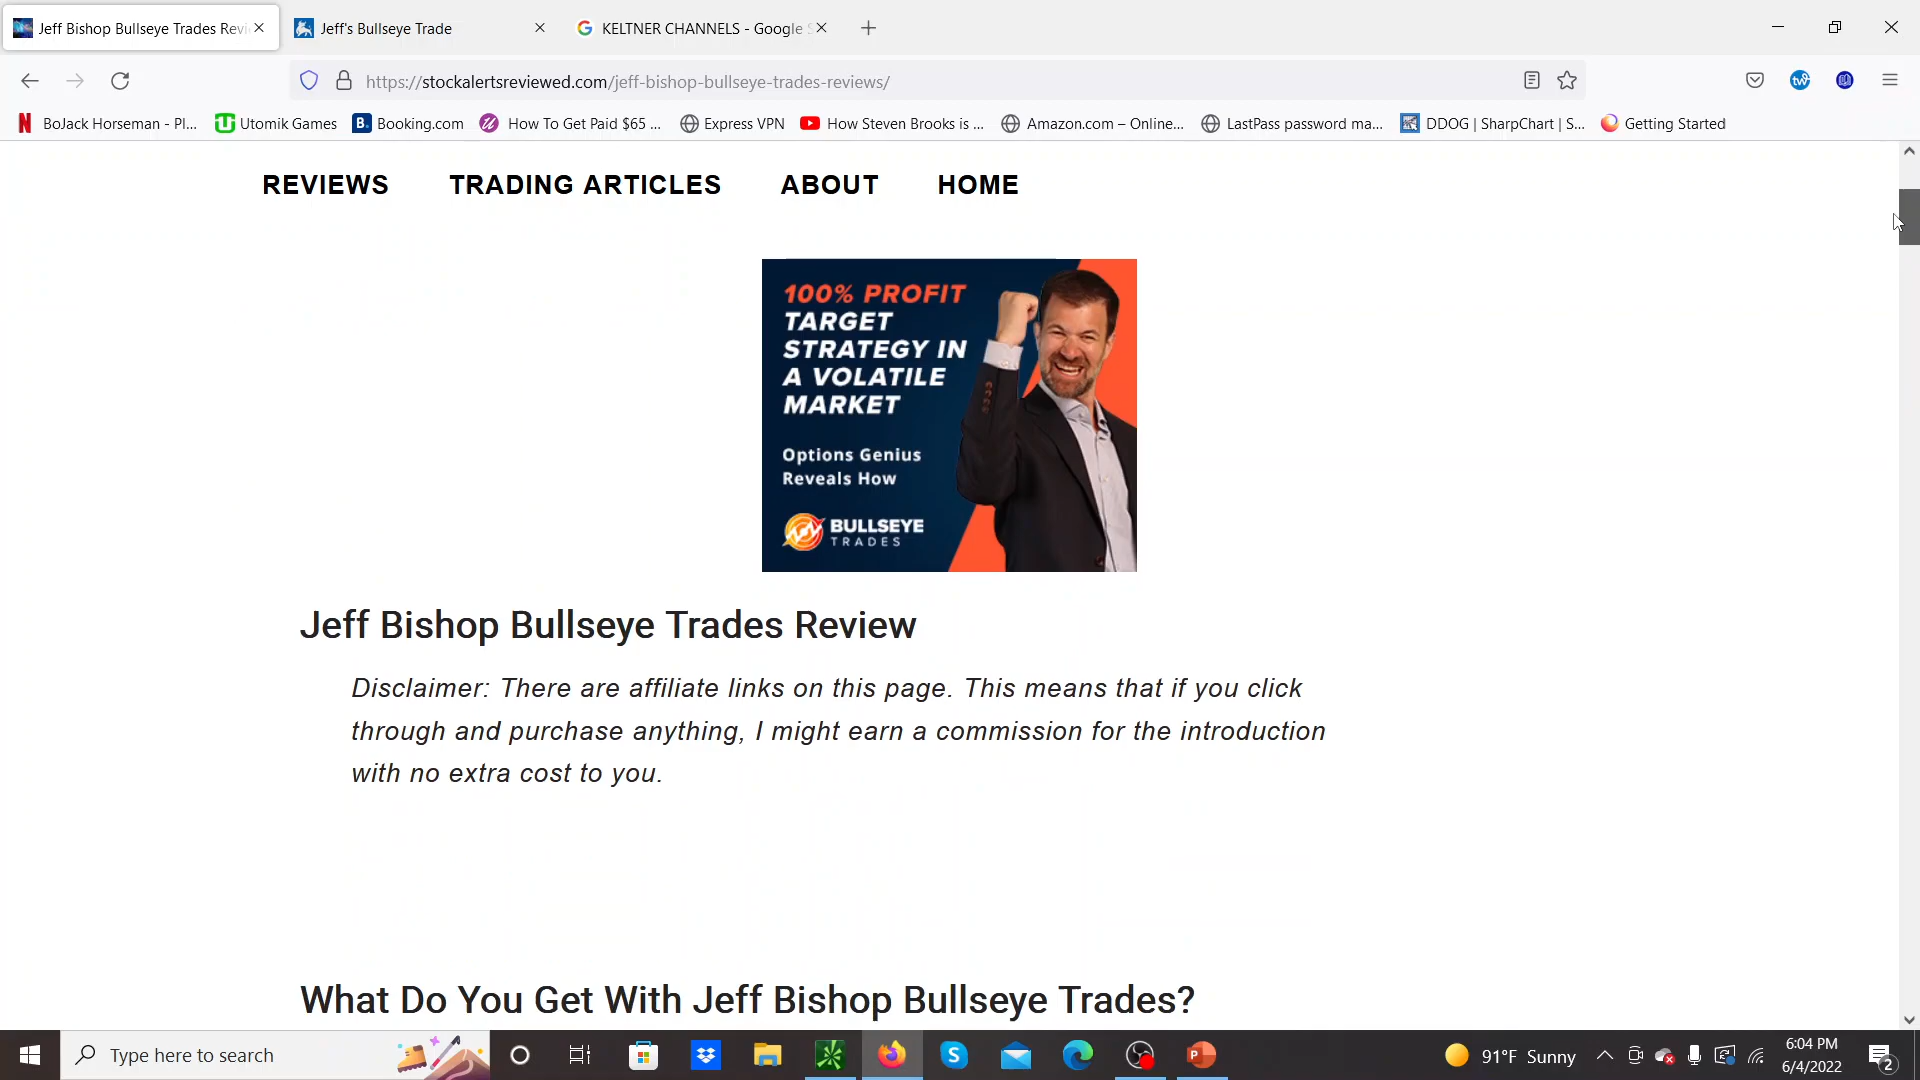 Jeff Bishop Bullseye Trades Revi
Jeff's Bullseye Trade
KELTNER CHANNELS - Google S
https://stockalertsreviewed.com/jeff-bishop-bullseye-trades-reviews/
BoJack Horseman - Pl...
Utomik Games
Booking.com
How To Get Paid $65 ...
Express VPN
How Steven Brooks is ...
Amazon.com – Online...
LastPass password ma...
DDOG | SharpChart | S...
Getting Started
REVIEWS
TRADING ARTICLES
ABOUT
HOME
100% PROFIT
TARGET
STRATEGY IN
A VOLATILE
MARKET
Options Genius
Reveals How
BULLSEYE
TRADES
Jeff Bishop Bullseye Trades Review
Disclaimer: There are affiliate links on this page. This means that if you click
through and purchase anything, I might earn a commission for the introduction
with no extra cost to you.
What Do You Get With Jeff Bishop Bullseye Trades?
Type here to search
91°F Sunny
6:04 PM
6/4/2022
2